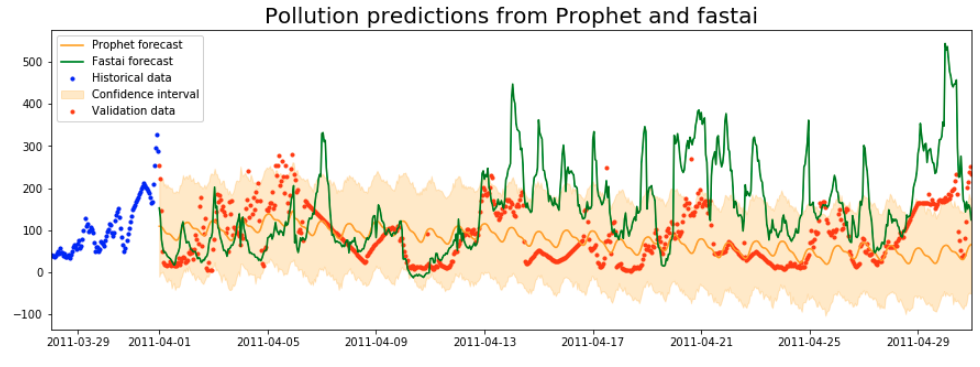 Pollution predictions from Prophet and fastai
Prophet forecast
Fastai forecast
Historical data
Confidence interval
Validation data
500
400
300
200
100
0
−100
2011-03-29 2011-04-01 2011-04-05 2011-04-09 2011-04-13 2011-04-17 2011-04-21 2011-04-25 2011-04-29